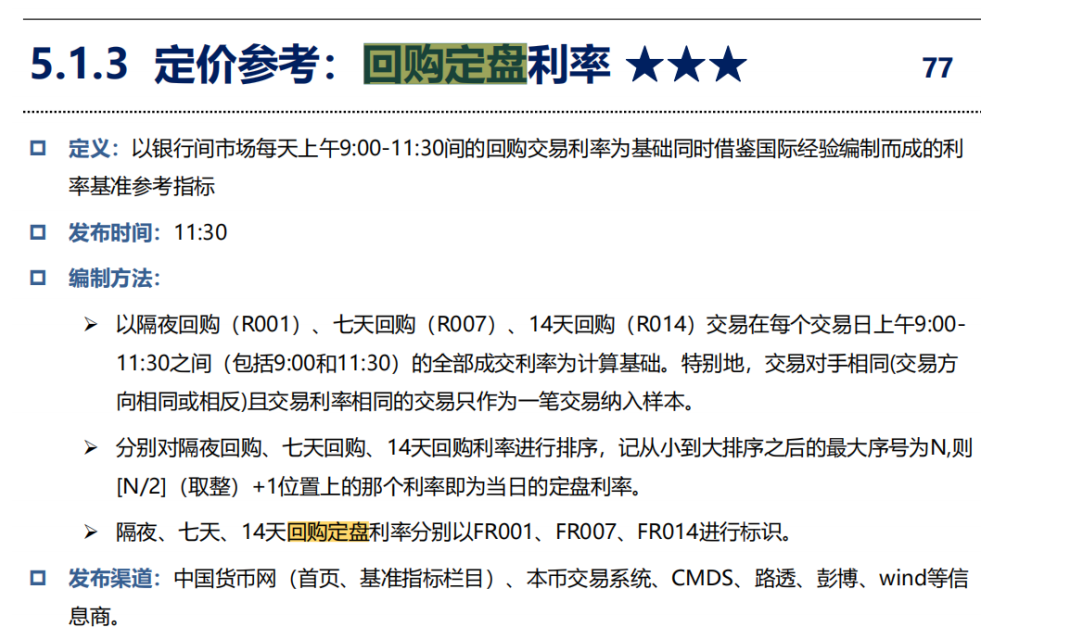 5.1.3 定价参考：回购定盘利率 ★★★ 77
定义：以银行间市场每天上午9:00-11:30间的回购交易利率为基础同时借鉴国际经验编制而成的利
率基准参考指标
发布时间：11:30
编制方法：
以隔夜回购（R001）、七天回购（R007）、14天回购（R014）交易在每个交易日上午9:00-
11:30之间（包括9:00和11:30）的全部成交利率为计算基础。特别地，交易对手相同(交易方
向相同或相反)且交易利率相同的交易只作为一笔交易纳入样本。
分别对隔夜回购、七天回购、14天回购利率进行排序，记从小到大排序之后的最大序号为N,则
[N/2]（取整）+1位置上的那个利率即为当日的定盘利率。
隔夜、七天、14天回购定盘利率分别以FR001、FR007、FR014进行标识。
发布渠道：中国货币网（首页、基准指标栏目）、本币交易系统、CMDS、路透、彭博、wind等信
息商。